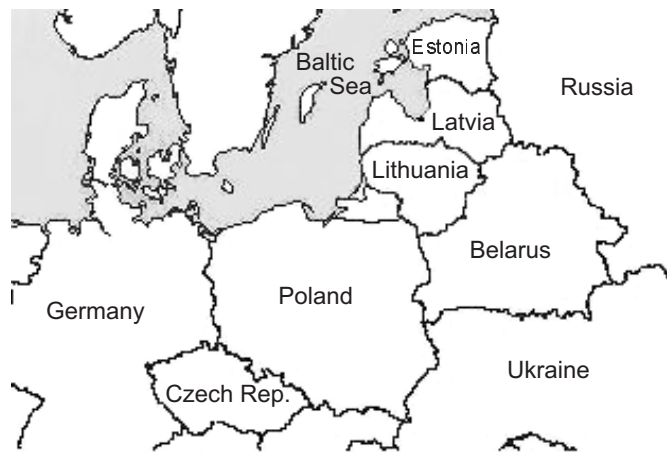 Estonia
Baltic
Sea
Russia
Latvia
Lithuania
Belarus
Poland
Germany
Ukraine
Czech Rep.